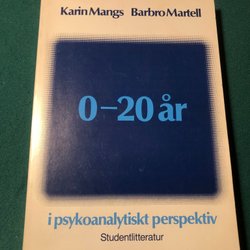 Karin Mangs Barbro Martell
0–20 år
i psykoanalytiskt perspektiv
Studentlitteratur